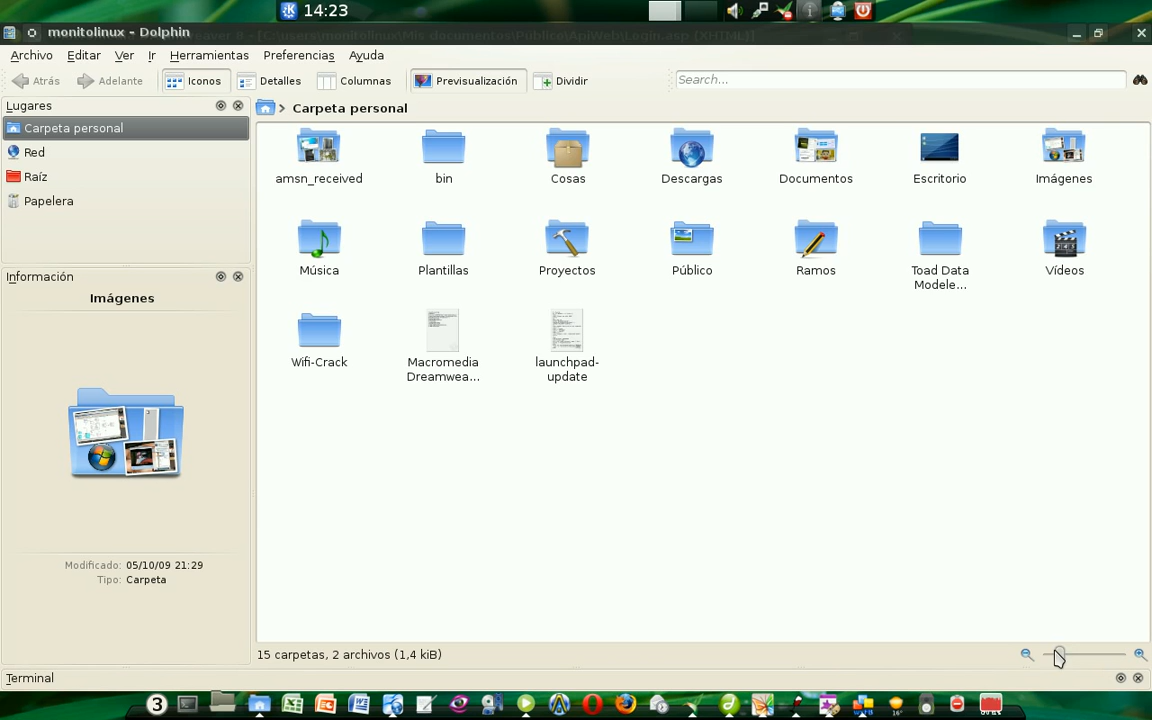 14:23
monitolinux - Dolphin
Archivo Editar Ver Ir Herramientas Preferencias Ayuda
Atrás Adelante Iconos Detalles Columnas Previsualización Dividir Search...
Lugares
Carpeta personal
Red
Raíz
Papelera
Carpeta personal
amsn_received bin Cosas Descargas Documentos Escritorio Imágenes
Música Plantillas Proyectos Público Ramos Toad Data Modele... Vídeos
Wifi-Crack Macromedia Dreamwea... launchpad-update
Información
Imágenes
Modificado: 05/10/09 21:29
Tipo: Carpeta
15 carpetas, 2 archivos (1,4 kiB)
Terminal
3
16°